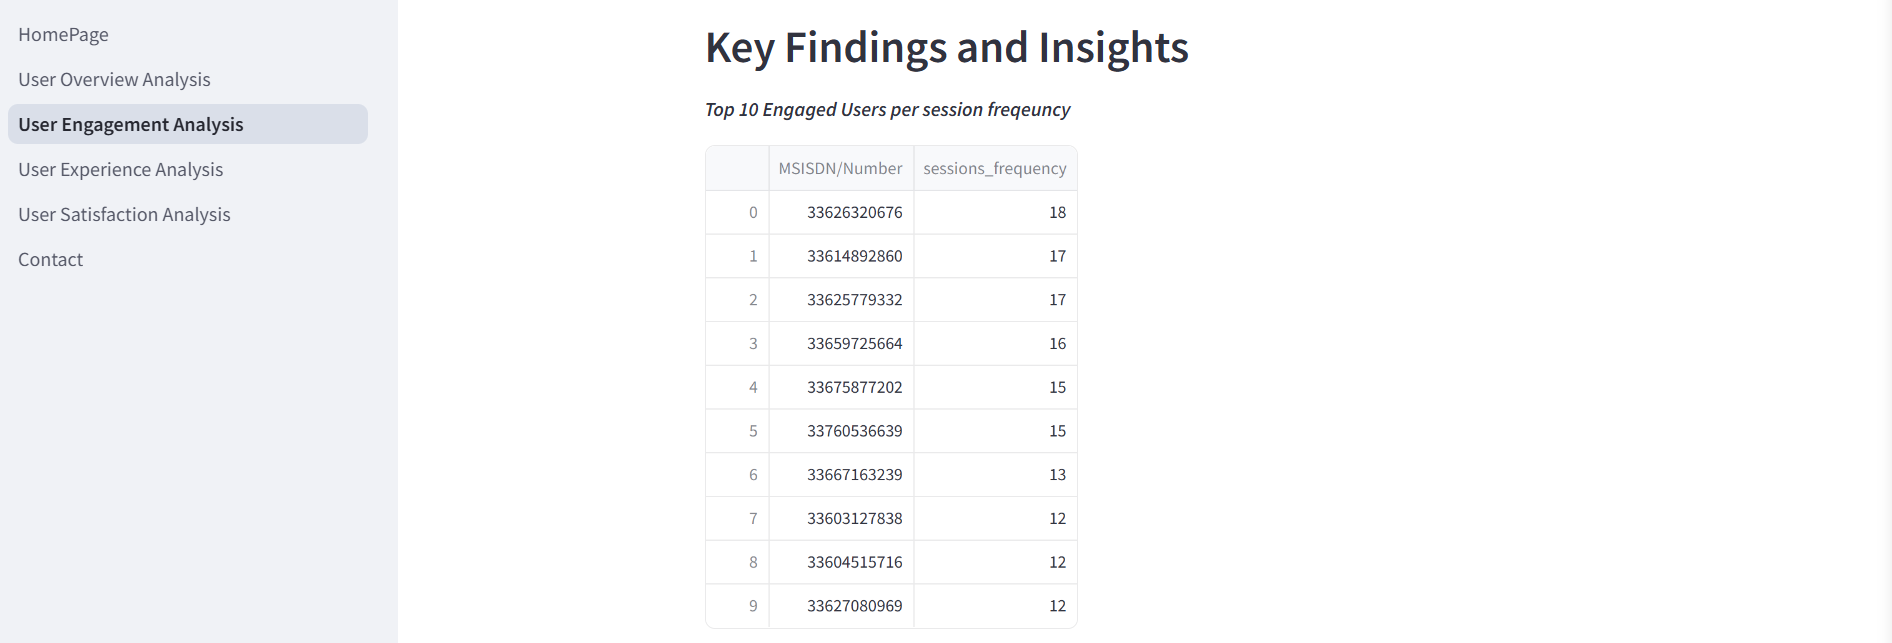 HomePage
User Overview Analysis
User Engagement Analysis
User Experience Analysis
User Satisfaction Analysis
Contact
Key Findings and Insights
Top 10 Engaged Users per session freqeuncy
MSISDN/Number sessions_frequency
0 33626320676 18
1 33614892860 17
2 33625779332 17
3 33659725664 16
4 33675877202 15
5 33760536639 15
6 33667163239 13
7 33603127838 12
8 33604515716 12
9 33627080969 12